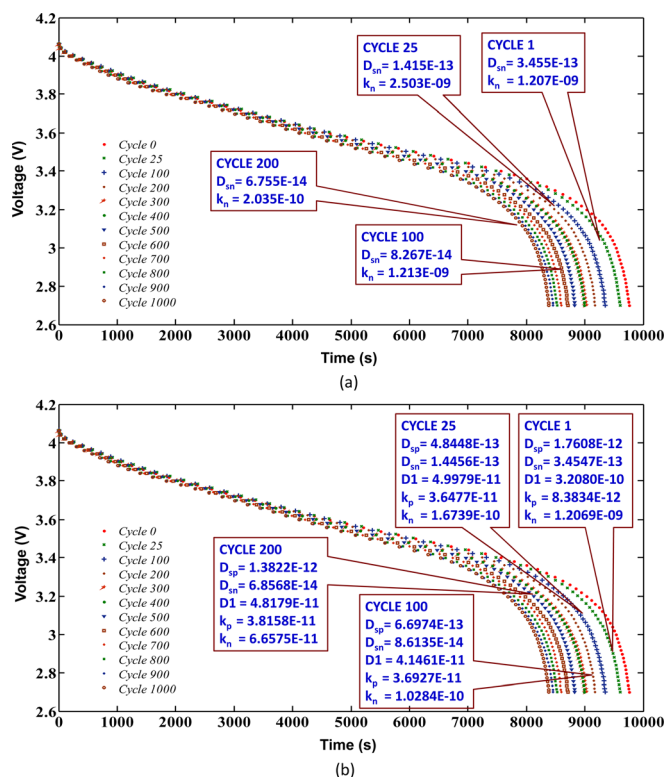 4.2
4
3.8
3.6
3.4
3.2
3
2.8
2.6
Voltage (V)
CYCLE 25
Dsn= 1.415E-13
kn = 2.503E-09
CYCLE 1
Dsn= 3.455E-13
kn = 1.207E-09
CYCLE 200
Dsn= 6.755E-14
kn = 2.035E-10
CYCLE 100
Dsn= 8.267E-14
kn = 1.213E-09
Cycle 0
Cycle 25
Cycle 100
Cycle 200
Cycle 300
Cycle 400
Cycle 500
Cycle 600
Cycle 700
Cycle 800
Cycle 900
Cycle 1000
0 1000 2000 3000 4000 5000 6000 7000 8000 9000 10000
Time (s)
(a)
4.2
4
3.8
3.6
3.4
3.2
3
2.8
2.6
Voltage (V)
CYCLE 25
Dsp= 4.8448E-13
Dsn= 1.4456E-13
D1 = 4.9979E-11
kp = 3.6477E-11
kn = 1.6739E-10
CYCLE 1
Dsp= 1.7608E-12
Dsn= 3.4547E-13
D1 = 3.2080E-10
kp = 8.3834E-12
kn = 1.2069E-09
CYCLE 200
Dsp= 1.3822E-12
Dsn= 6.8568E-14
D1 = 4.8179E-11
kp = 3.8158E-11
kn = 6.6575E-11
CYCLE 100
Dsp= 6.6974E-13
Dsn= 8.6135E-14
D1 = 4.1461E-11
kp = 3.6927E-11
kn = 1.0284E-10
Cycle 0
Cycle 25
Cycle 100
Cycle 200
Cycle 300
Cycle 400
Cycle 500
Cycle 600
Cycle 700
Cycle 800
Cycle 900
Cycle 1000
0 1000 2000 3000 4000 5000 6000 7000 8000 9000 10000
Time (s)
(b)